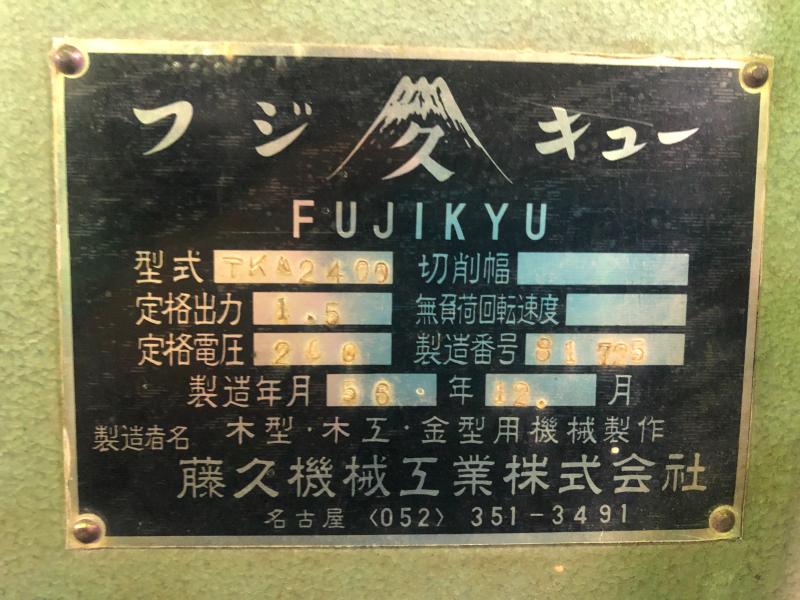 フジ 久 キュー
FUJIKYU
型式 TKA2400 切削幅
定格出力 1.5 無負荷回転速度
定格電圧 200 製造番号
製造年月 56. 年 12. 月
製造者名 木型・木工・金型用機械製作
藤久機械工業株式会社
名古屋〈052〉351-3491